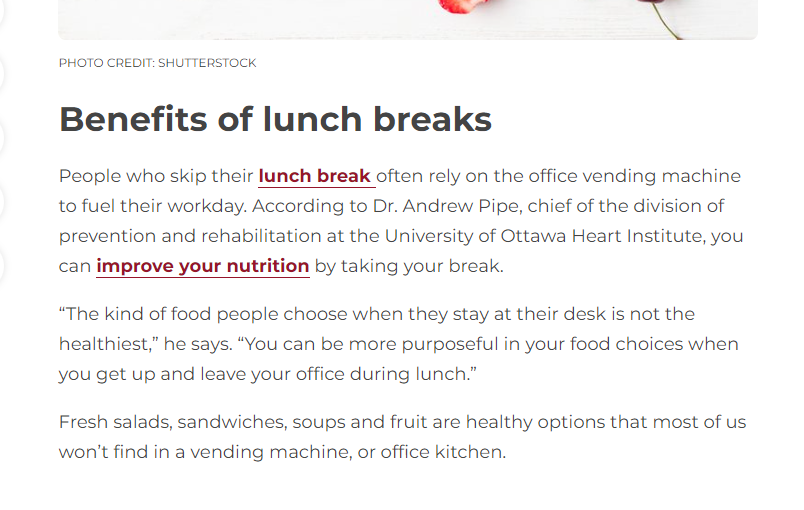 PHOTO CREDIT: SHUTTERSTOCK
Benefits of lunch breaks
People who skip their lunch break often rely on the office vending machine
to fuel their workday. According to Dr. Andrew Pipe, chief of the division of
prevention and rehabilitation at the University of Ottawa Heart Institute, you
can improve your nutrition by taking your break.
“The kind of food people choose when they stay at their desk is not the
healthiest,” he says. “You can be more purposeful in your food choices when
you get up and leave your office during lunch.”
Fresh salads, sandwiches, soups and fruit are healthy options that most of us
won’t find in a vending machine, or office kitchen.